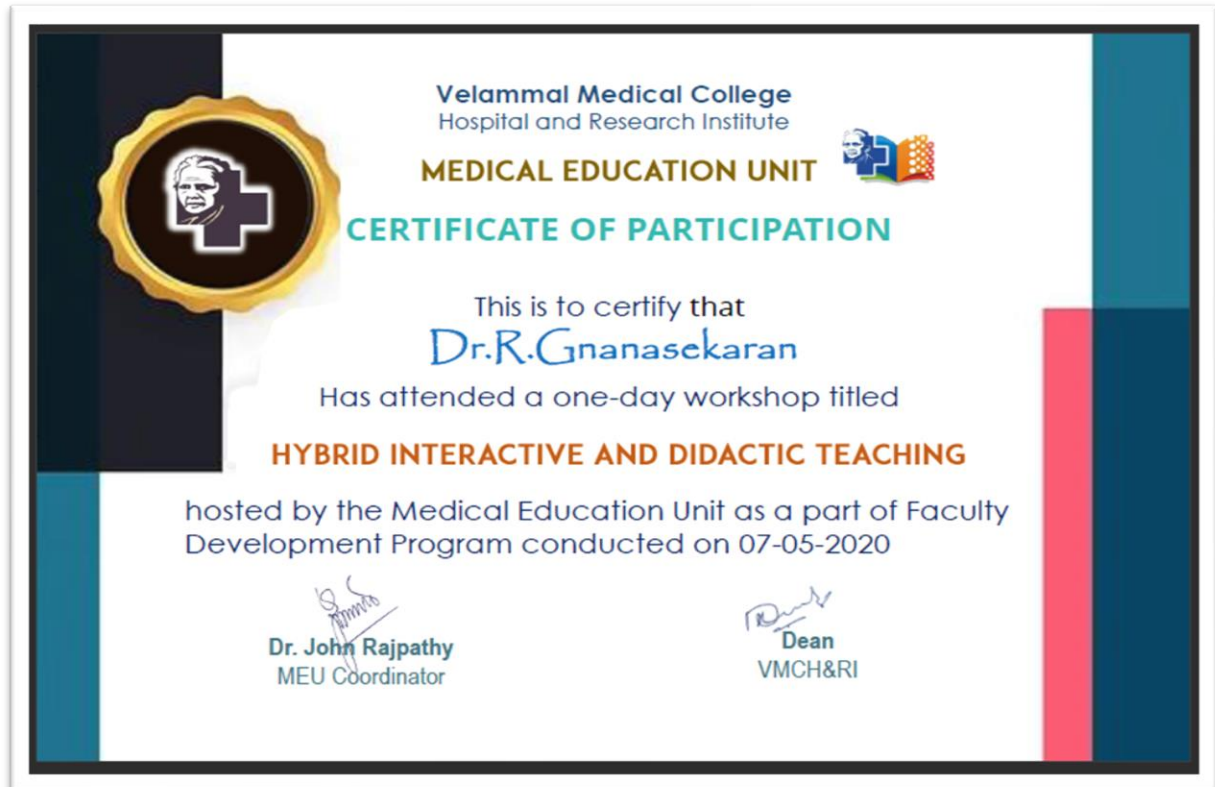 Velammal Medical College
Hospital and Research Institute
MEDICAL EDUCATION UNIT
CERTIFICATE OF PARTICIPATION
This is to certify that
Dr.R.Gnanasekaran
Has attended a one-day workshop titled
HYBRID INTERACTIVE AND DIDACTIC TEACHING
hosted by the Medical Education Unit as a part of Faculty
Development Program conducted on 07-05-2020
Dr. John Rajpathy
MEU Coordinator
Dean
VMCH&RI